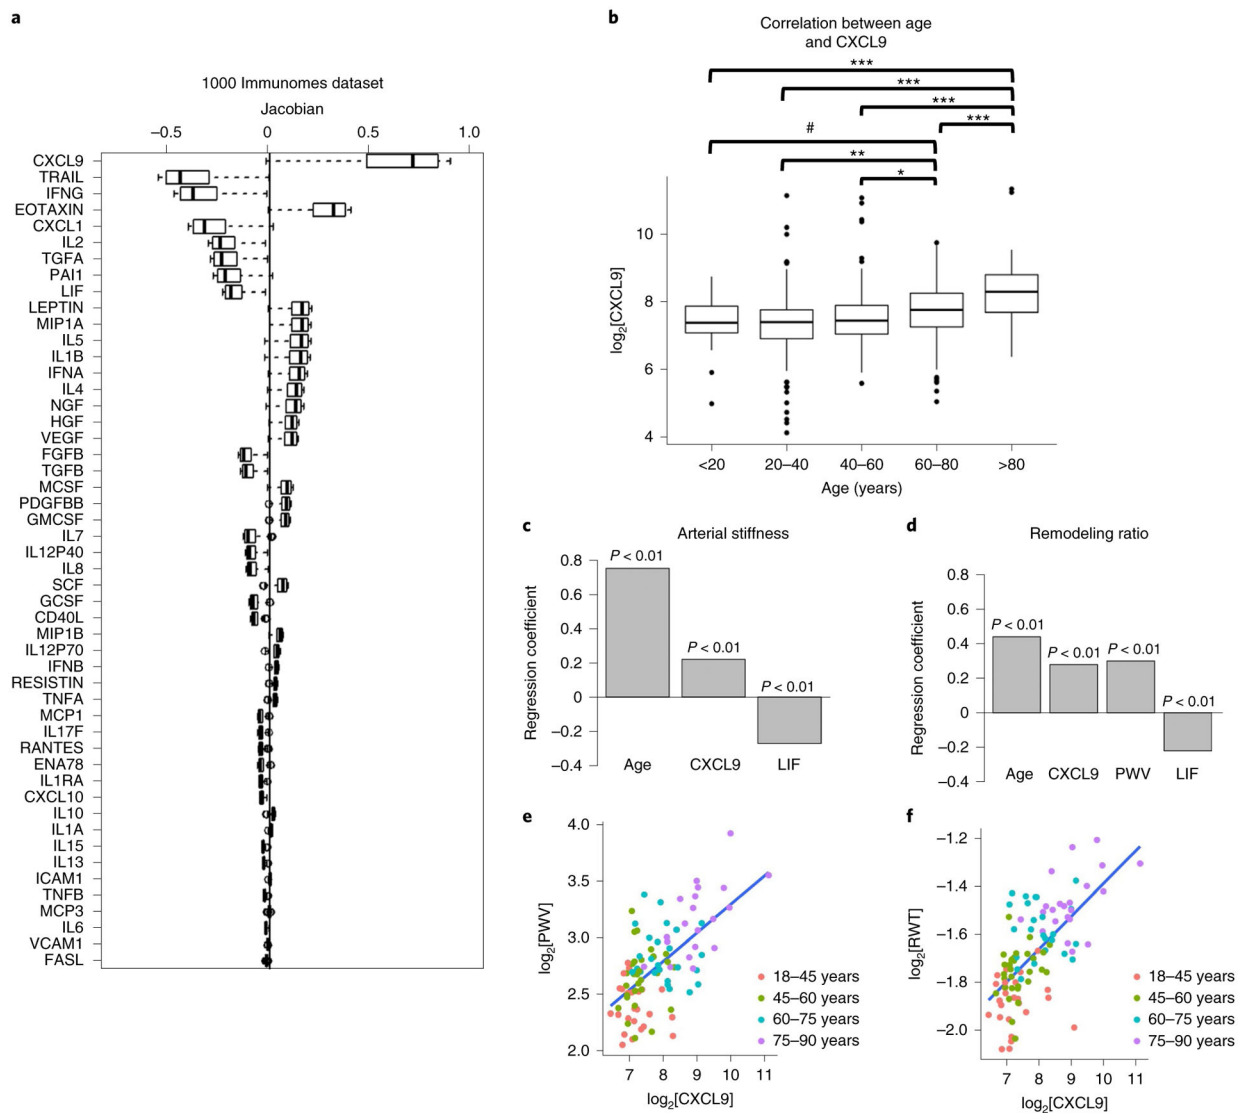 a
1000 Immunomes dataset
Jacobian
−0.5 0 0.5 1.0
CXCL9
TRAIL
IFNG
EOTAXIN
CXCL1
IL2
TGFA
PAI1
LIF
LEPTIN
MIP1A
IL5
IL1B
IFNA
IL4
NGF
HGF
VEGF
FGFB
TGFB
MCSF
PDGFBB
GMCSF
IL7
IL12P40
IL8
SCF
GCSF
CD40L
MIP1B
IL12P70
IFNB
RESISTIN
TNFA
MCP1
IL17F
RANTES
ENA78
IL1RA
CXCL10
IL10
IL1A
IL15
IL13
ICAM1
TNFB
MCP3
IL6
VCAM1
FASL
b
Correlation between age
and CXCL9
***
***
***
***
#
**
*
log2[CXCL9]
10
8
6
4
<20 20–40 40–60 60–80 >80
Age (years)
c
Arterial stiffness
Regression coefficient
0.8
0.6
0.4
0.2
0
−0.2
−0.4
P < 0.01
P < 0.01
P < 0.01
Age CXCL9 LIF
d
Remodeling ratio
Regression coefficient
0.8
0.6
0.4
0.2
0
−0.2
−0.4
P < 0.01
P < 0.01
P < 0.01
P < 0.01
Age CXCL9 PWV LIF
e
log2[PWV]
4.0
3.5
3.0
2.5
2.0
18–45 years
45–60 years
60–75 years
75–90 years
7 8 9 10 11
log2[CXCL9]
f
log2[RWT]
−1.2
−1.4
−1.6
−1.8
−2.0
18–45 years
45–60 years
60–75 years
75–90 years
7 8 9 10 11
log2[CXCL9]